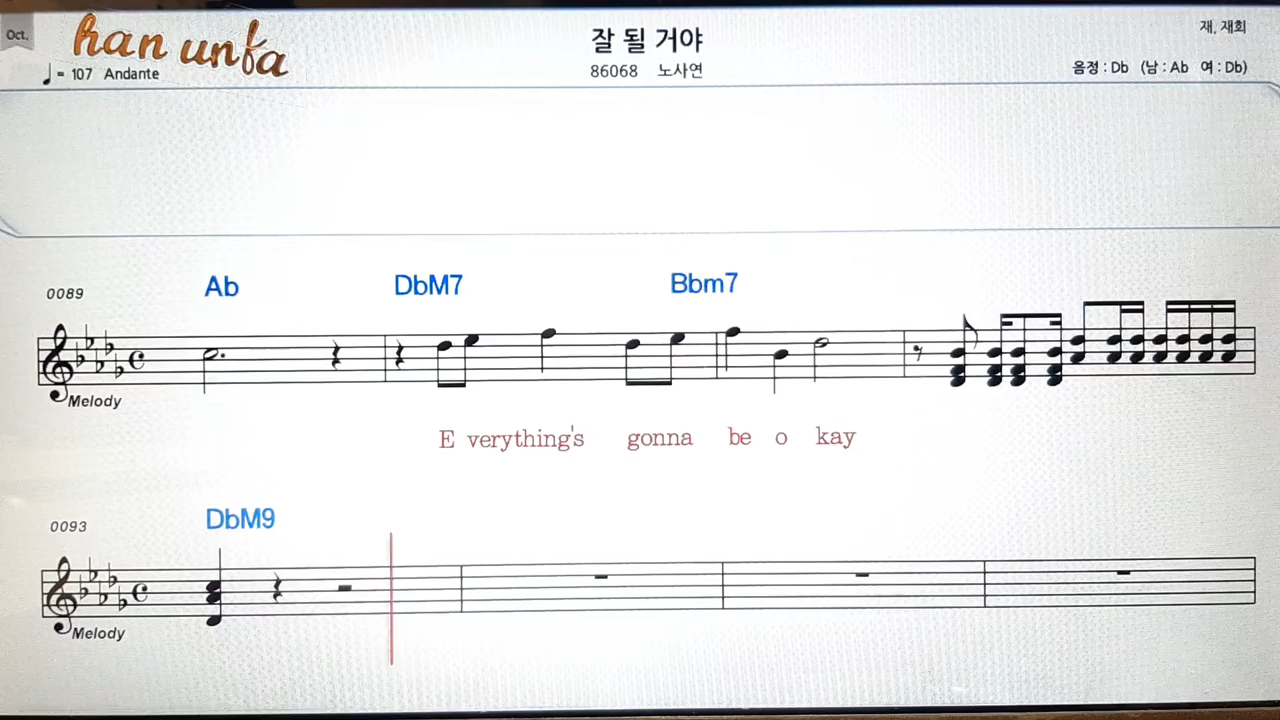 Oct.
han unfa
= 107 Andante
잘 될 거야
86068 노사연
재, 재희
음정 : Db (남 : Ab 여 : Db)
0089
Ab DbM7 Bbm7
Melody
E verything's gonna be o kay
0093
DbM9
Melody